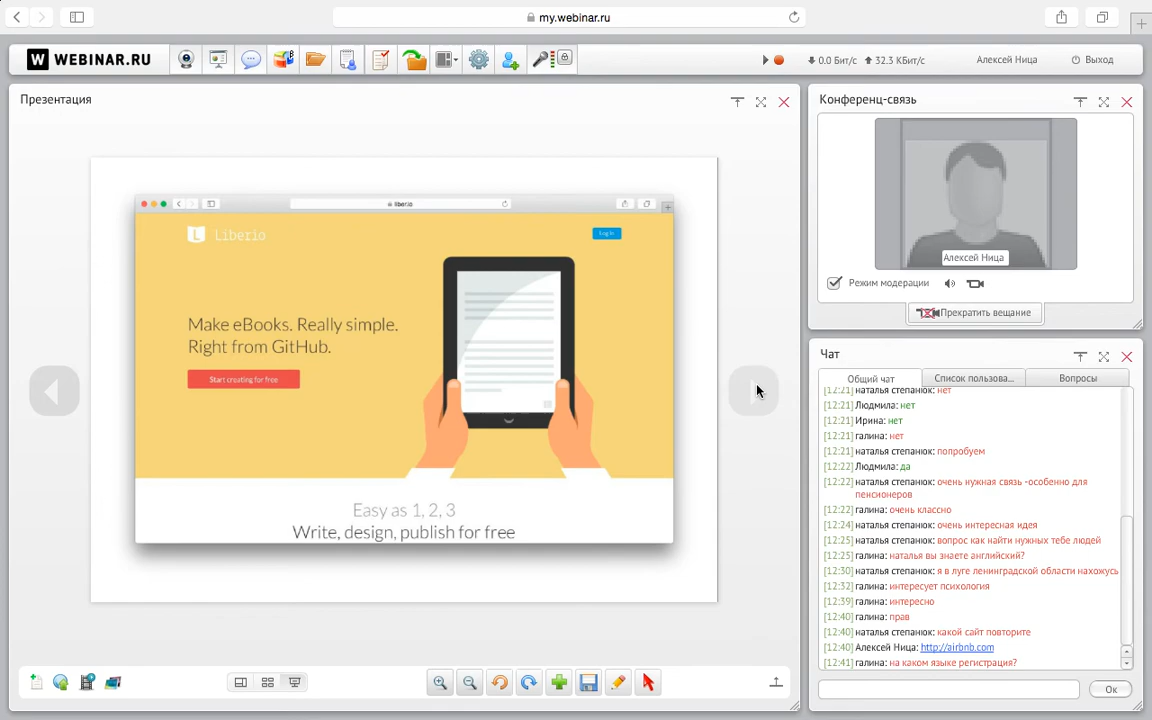 my.webinar.ru
W WEBINAR.RU
0.0 Бит/с 32.3 КБит/с
Алексей Ница
Выход
Презентация
liber.io
L Liberio
Log In
Make eBooks. Really simple.
Right from GitHub.
Start creating for free
Easy as 1, 2, 3
Write, design, publish for free
Конференц-связь
Алексей Ница
Режим модерации
Прекратить вещание
Чат
Общий чат
Список пользова...
Вопросы
[12:21] наталья степанюк: нет
[12:21] Людмила: нет
[12:21] Ирина: нет
[12:21] галина: нет
[12:21] наталья степанюк: попробуем
[12:22] Людмила: да
[12:22] наталья степанюк: очень нужная связь -особенно для
пенсионеров
[12:22] галина: очень классно
[12:24] наталья степанюк: очень интересная идея
[12:25] наталья степанюк: вопрос как найти нужных тебе людей
[12:25] галина: наталья вы знаете английский?
[12:30] наталья степанюк: я в луге ленинградской области нахожусь
[12:32] галина: интересует психология
[12:39] галина: интересно
[12:40] галина: прав
[12:40] наталья степанюк: какой сайт повторите
[12:40] Алексей Ница: http://airbnb.com
[12:41] галина: на каком языке регистрация?
Ок